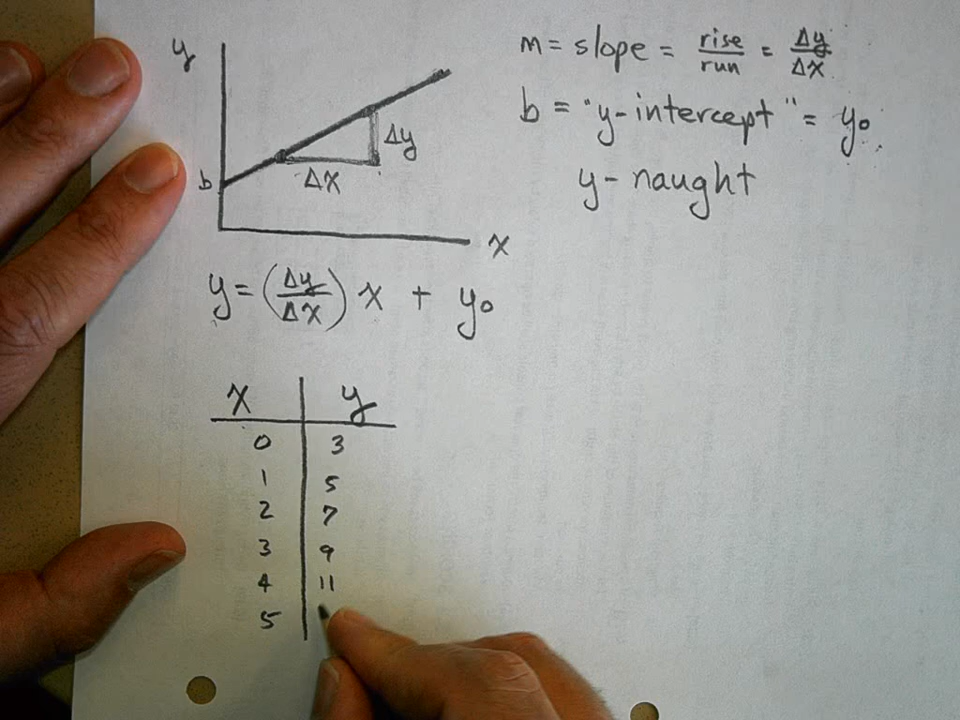 y
m = slope = rise/run = Δy/Δx
b = "y-intercept" = y₀
y-naught
Δy
Δx
b
x
y = (Δy/Δx) x + y₀
x y
0 3
1 5
2 7
3 9
4 11
5